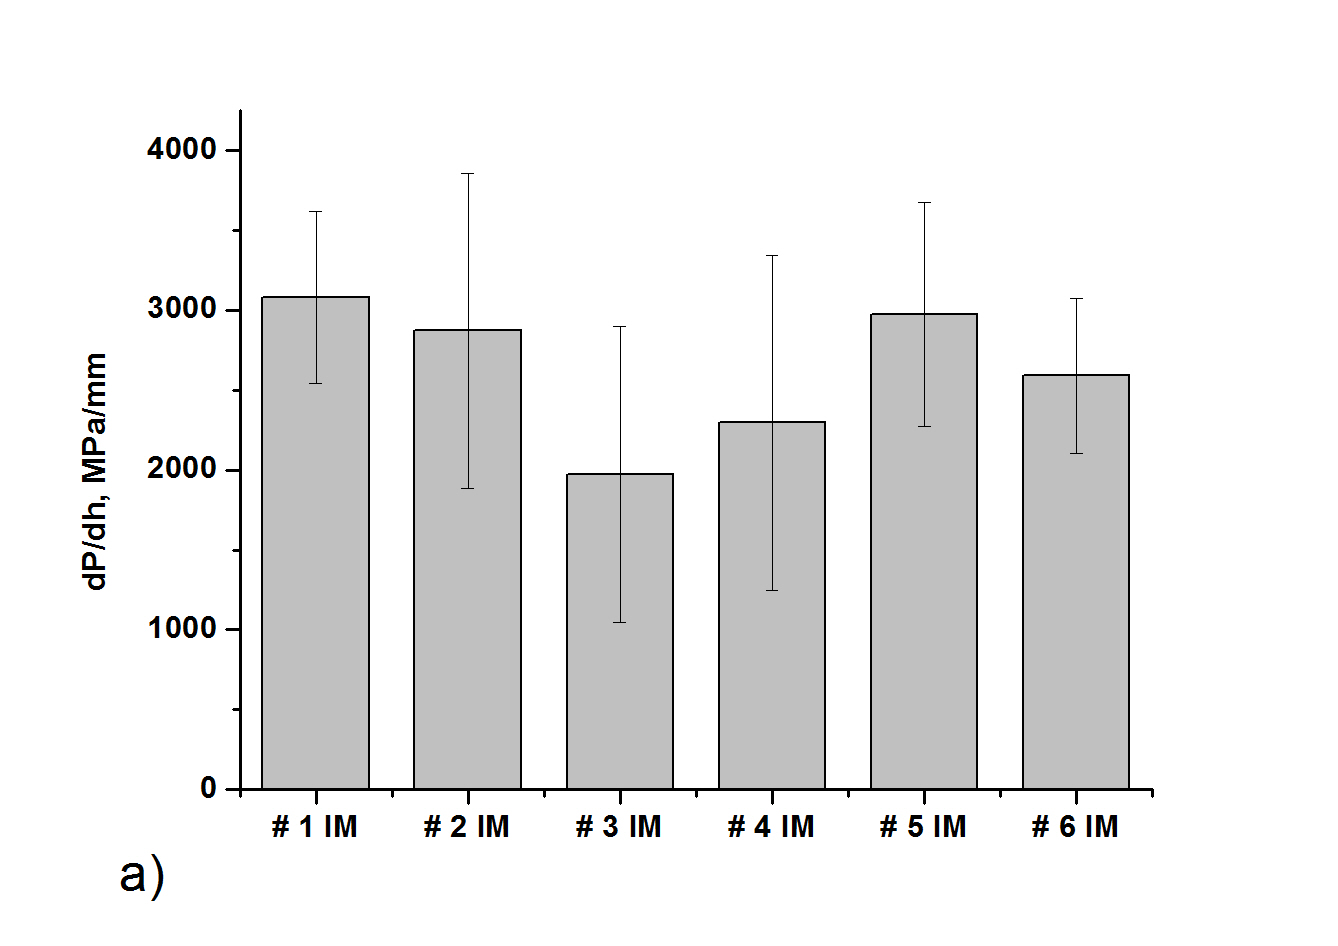 4000
3000
2000
1000
0
dP/dh, MPa/mm
# 1 IM
# 2 IM
# 3 IM
# 4 IM
# 5 IM
# 6 IM
a)